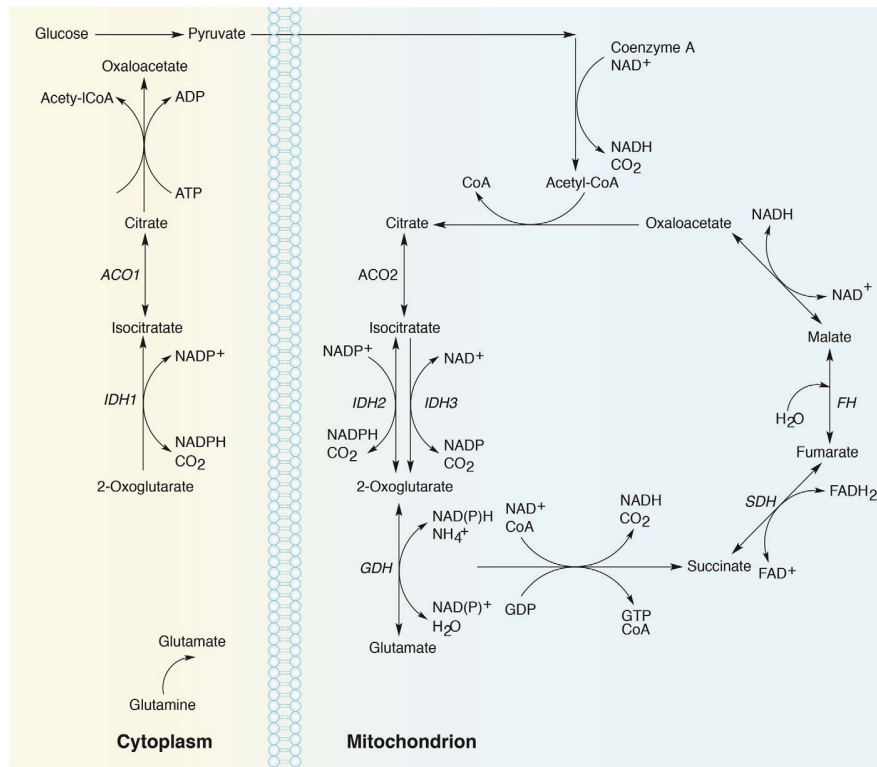 Glucose
Pyruvate
Oxaloacetate
Acety-lCoA
ADP
ATP
Citrate
ACO1
Isocitratate
NADP+
IDH1
NADPH
CO2
2-Oxoglutarate
Glutamate
Glutamine
Cytoplasm
Coenzyme A
NAD+
NADH
CO2
CoA
Acetyl-CoA
Citrate
Oxaloacetate
NADH
NAD+
ACO2
Isocitratate
Malate
NADP+
NAD+
IDH2
IDH3
FH
H2O
NADPH
CO2
NADP
CO2
Fumarate
2-Oxoglutarate
SDH
FADH2
NAD(P)H
NH4+
NAD+
CoA
NADH
CO2
GDH
Succinate
FAD+
NAD(P)+
H2O
GDP
GTP
CoA
Glutamate
Mitochondrion